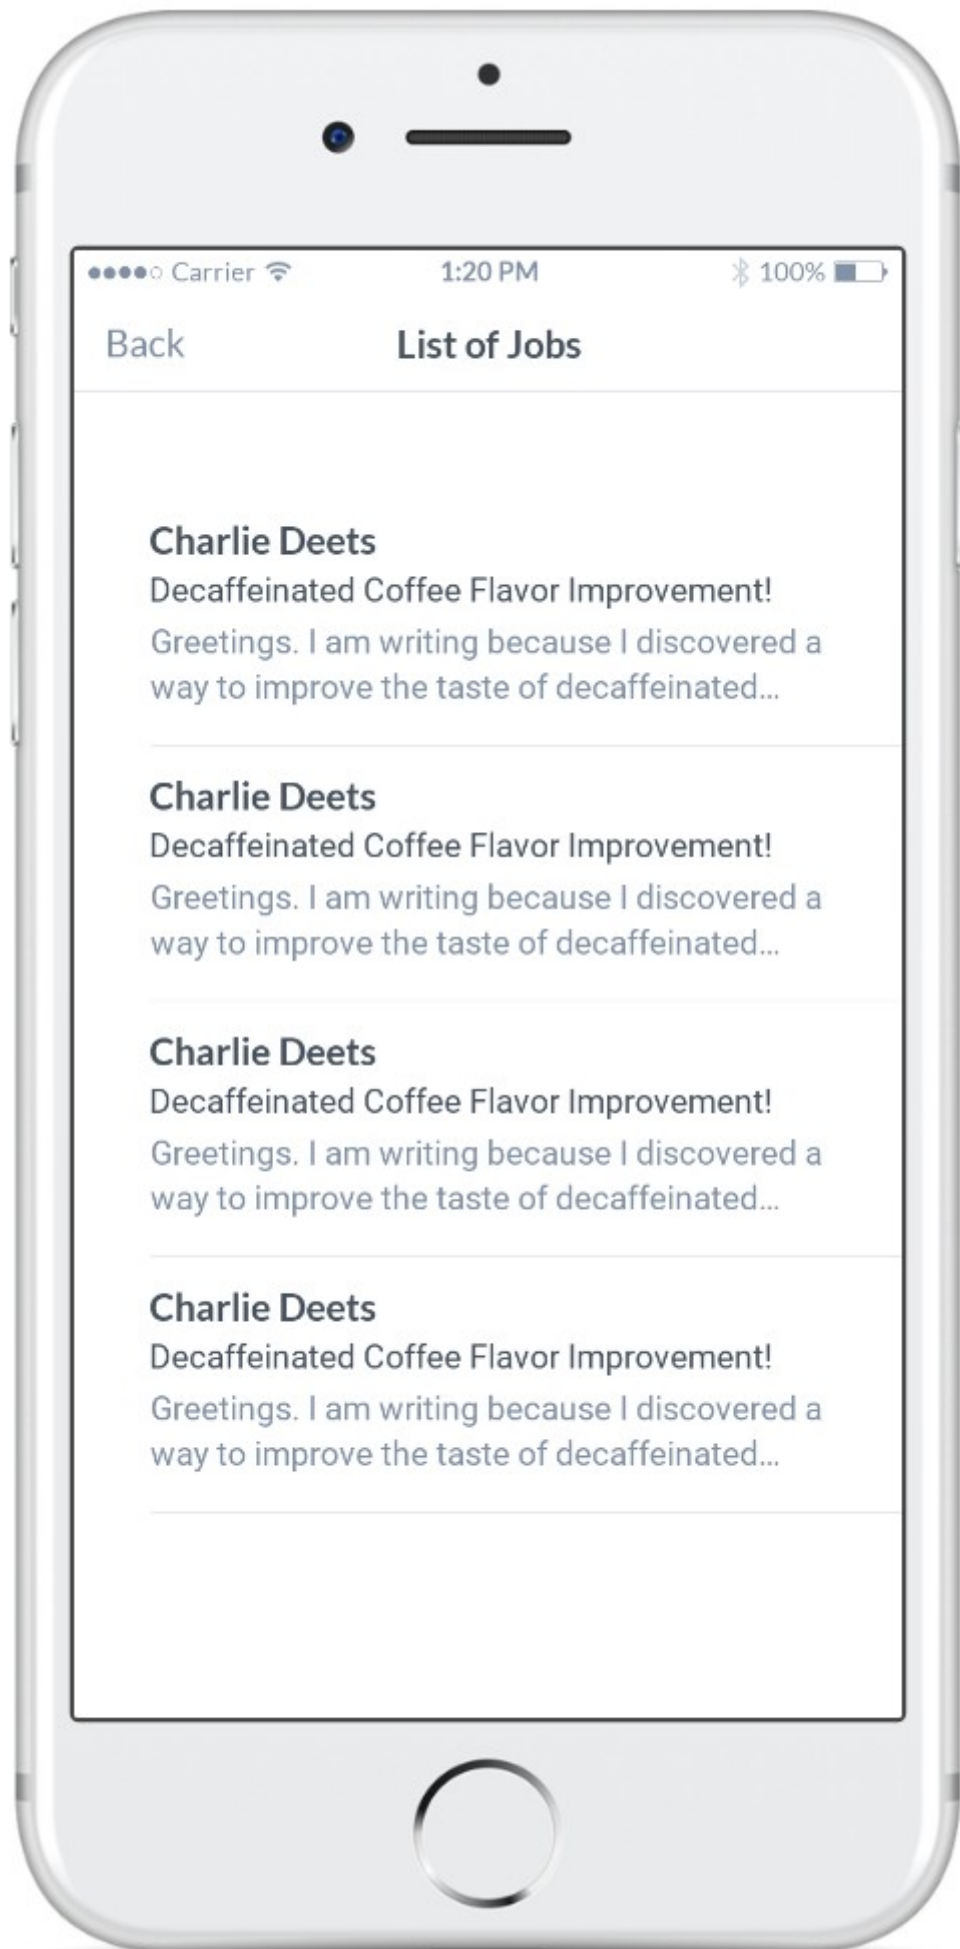 Carrier 1:20 PM 100%
Back List of Jobs
Charlie Deets
Decaffeinated Coffee Flavor Improvement!
Greetings. I am writing because I discovered a
way to improve the taste of decaffeinated...
Charlie Deets
Decaffeinated Coffee Flavor Improvement!
Greetings. I am writing because I discovered a
way to improve the taste of decaffeinated...
Charlie Deets
Decaffeinated Coffee Flavor Improvement!
Greetings. I am writing because I discovered a
way to improve the taste of decaffeinated...
Charlie Deets
Decaffeinated Coffee Flavor Improvement!
Greetings. I am writing because I discovered a
way to improve the taste of decaffeinated...